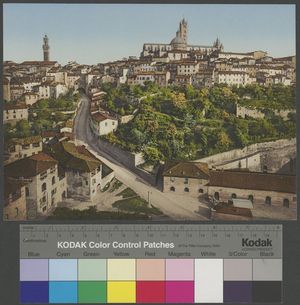 KODAK Color Control Patches
Kodak
Blue Cyan Green Yellow Red Magenta White 3/Color Black